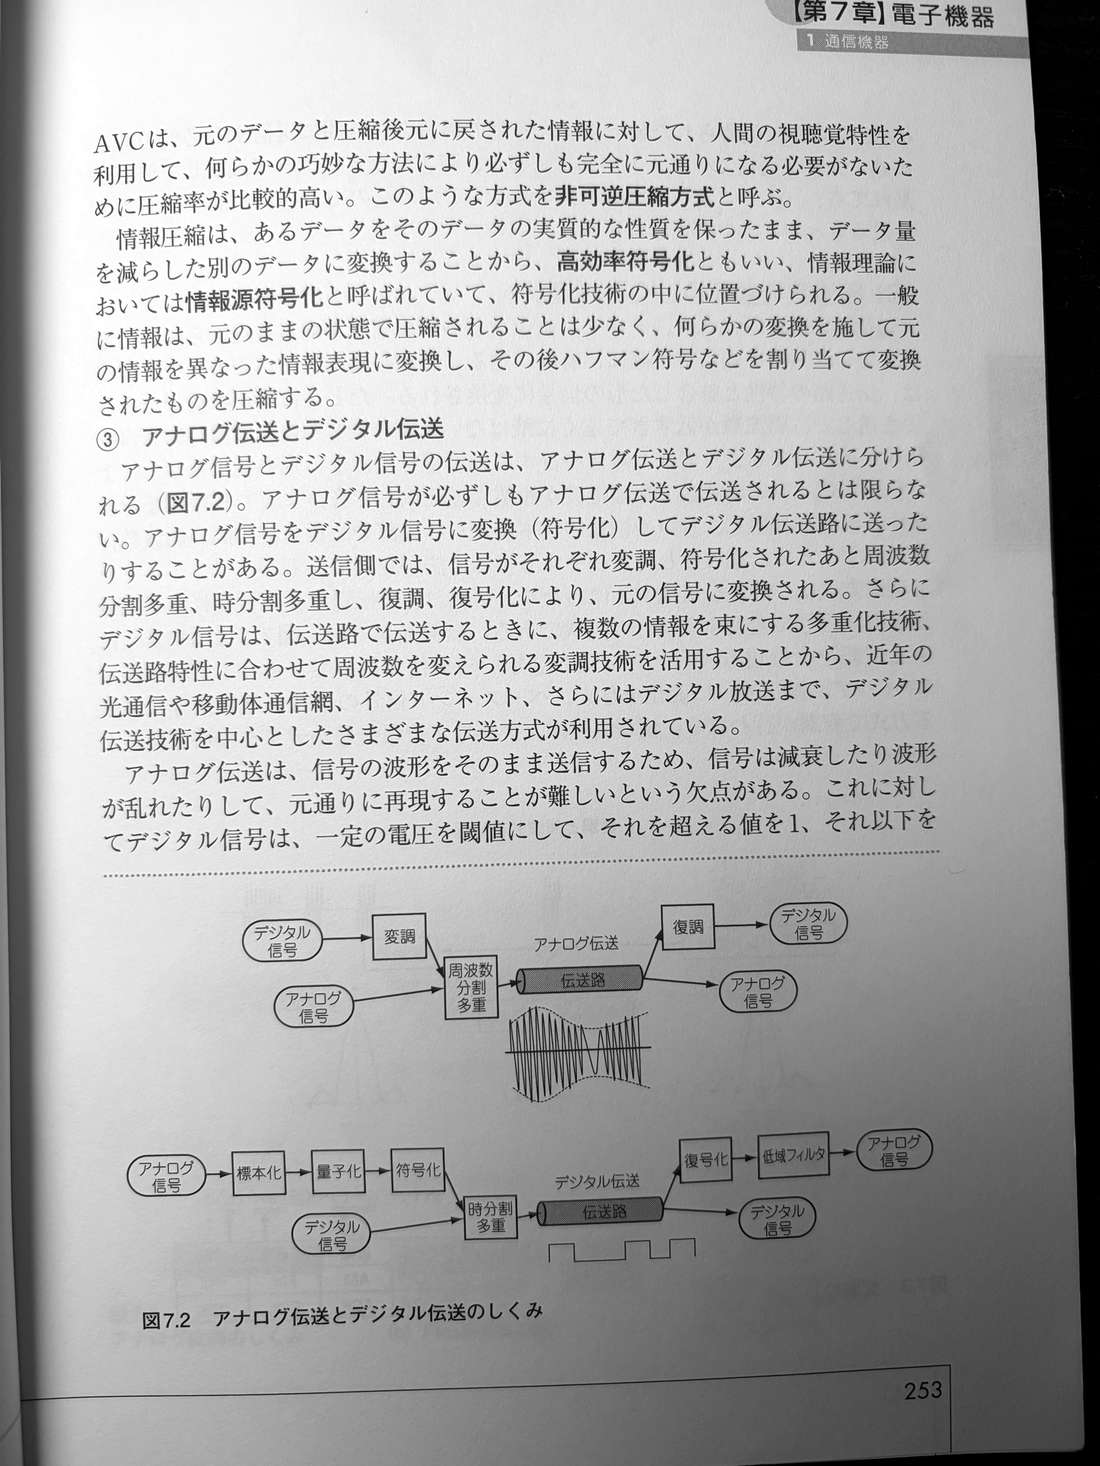 【第7章】電子機器
1 通信機器
AVCは、元のデータと圧縮後元に戻された情報に対して、人間の視聴覚特性を
利用して、何らかの巧妙な方法により必ずしも完全に元通りになる必要がないた
めに圧縮率が比較的高い。このような方式を非可逆圧縮方式と呼ぶ。
情報圧縮は、あるデータをそのデータの実質的な性質を保ったまま、データ量
を減らした別のデータに変換することから、高効率符号化ともいい、情報理論に
おいては情報源符号化と呼ばれていて、符号化技術の中に位置づけられる。一般
に情報は、元のままの状態で圧縮されることは少なく、何らかの変換を施して元
の情報を異なった情報表現に変換し、その後ハフマン符号などを割り当てて変換
されたものを圧縮する。
③ アナログ伝送とデジタル伝送
アナログ信号とデジタル信号の伝送は、アナログ伝送とデジタル伝送に分けら
れる（図7.2）。アナログ信号が必ずしもアナログ伝送で伝送されるとは限らな
い。アナログ信号をデジタル信号に変換（符号化）してデジタル伝送路に送った
りすることがある。送信側では、信号がそれぞれ変調、符号化されたあと周波数
分割多重、時分割多重し、復調、復号化により、元の信号に変換される。さらに
デジタル信号は、伝送路で伝送するときに、複数の情報を束にする多重化技術、
伝送路特性に合わせて周波数を変えられる変調技術を活用することから、近年の
光通信や移動体通信網、インターネット、さらにはデジタル放送まで、デジタル
伝送技術を中心としたさまざまな伝送方式が利用されている。
アナログ伝送は、信号の波形をそのまま送信するため、信号は減衰したり波形
が乱れたりして、元通りに再現することが難しいという欠点がある。これに対し
てデジタル信号は、一定の電圧を閾値にして、それを超える値を1、それ以下を
デジタル
信号
変調
アナログ
信号
周波数
分割
多重
アナログ伝送
伝送路
復調
デジタル
信号
アナログ
信号
アナログ
信号
標本化
量子化
符号化
デジタル
信号
時分割
多重
デジタル伝送
伝送路
復号化
低域フィルタ
アナログ
信号
デジタル
信号
図7.2 アナログ伝送とデジタル伝送のしくみ
253